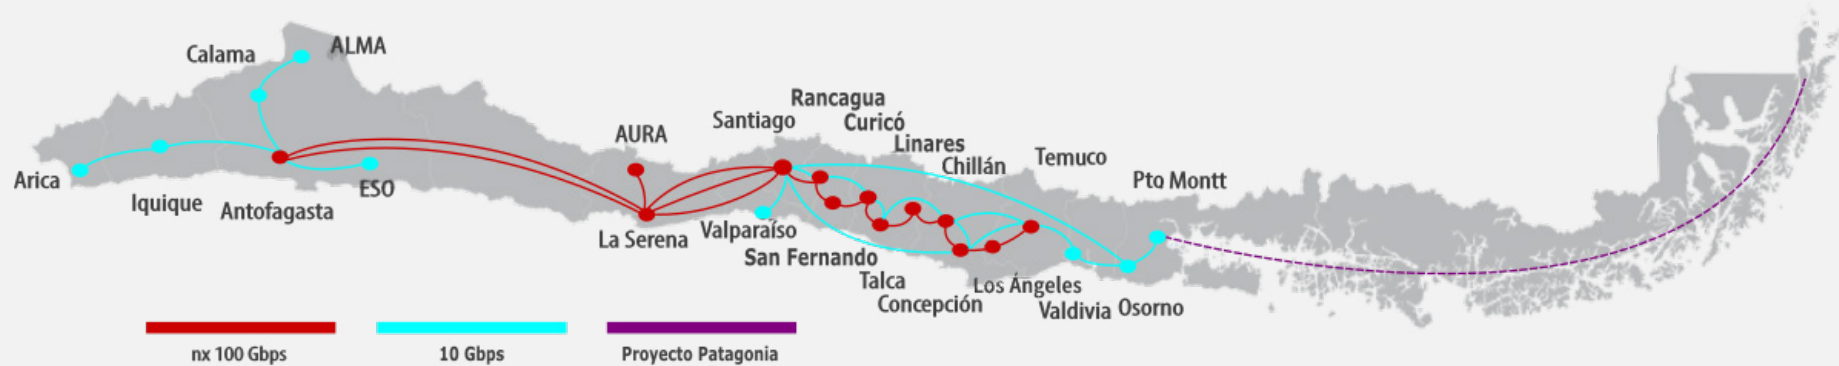 Calama
ALMA
Arica
Iquique
Antofagasta
ESO
AURA
La Serena
Santiago
Valparaíso
Rancagua
San Fernando
Curicó
Talca
Linares
Chillán
Concepción
Los Ángeles
Temuco
Valdivia
Osorno
Pto Montt
nx 100 Gbps
10 Gbps
Proyecto Patagonia